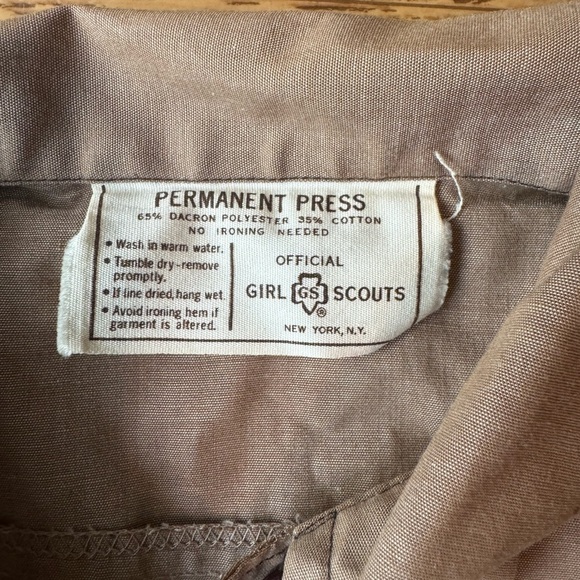 PERMANENT PRESS
65% DACRON POLYESTER 35% COTTON
NO IRONING NEEDED
• Wash in warm water.
• Tumble dry-remove
promptly.
• If line dried, hang wet.
• Avoid ironing hem if
garment is altered.
OFFICIAL
GIRL GS SCOUTS
®
NEW YORK, N.Y.